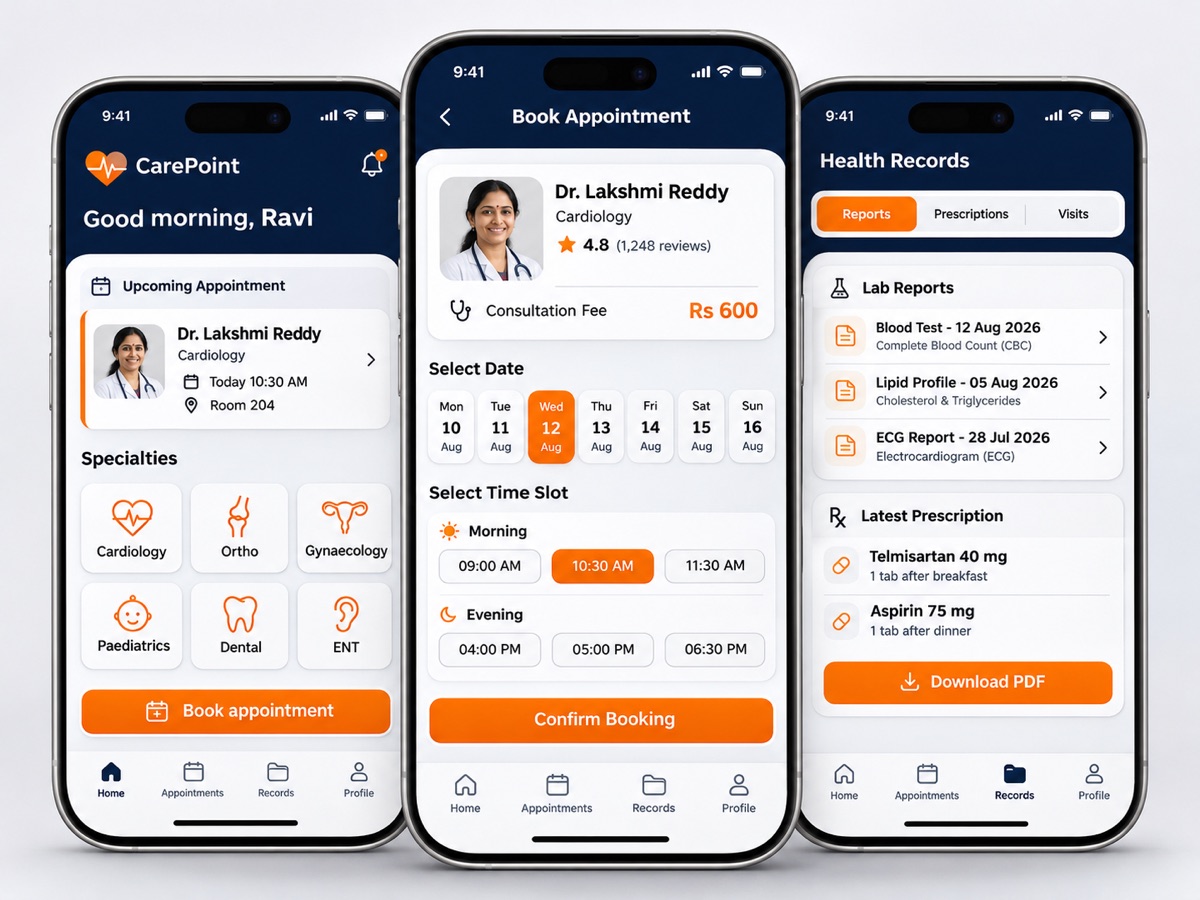 9:41
CarePoint
Good morning, Ravi
Upcoming Appointment
Dr. Lakshmi Reddy
Cardiology
Today 10:30 AM
Room 204
Specialties
Cardiology
Ortho
Gynaecology
Paediatrics
Dental
ENT
Book appointment
Home
Appointments
Records
Profile
9:41
Book Appointment
Dr. Lakshmi Reddy
Cardiology
4.8 (1,248 reviews)
Consultation Fee Rs 600
Select Date
Mon 10 Aug
Tue 11 Aug
Wed 12 Aug
Thu 13 Aug
Fri 14 Aug
Sat 15 Aug
Sun 16 Aug
Select Time Slot
Morning
09:00 AM
10:30 AM
11:30 AM
Evening
04:00 PM
05:00 PM
06:30 PM
Confirm Booking
Home
Appointments
Records
Profile
9:41
Health Records
Reports
Prescriptions
Visits
Lab Reports
Blood Test - 12 Aug 2026
Complete Blood Count (CBC)
Lipid Profile - 05 Aug 2026
Cholesterol & Triglycerides
ECG Report - 28 Jul 2026
Electrocardiogram (ECG)
Rx Latest Prescription
Telmisartan 40 mg
1 tab after breakfast
Aspirin 75 mg
1 tab after dinner
Download PDF
Home
Appointments
Records
Profile